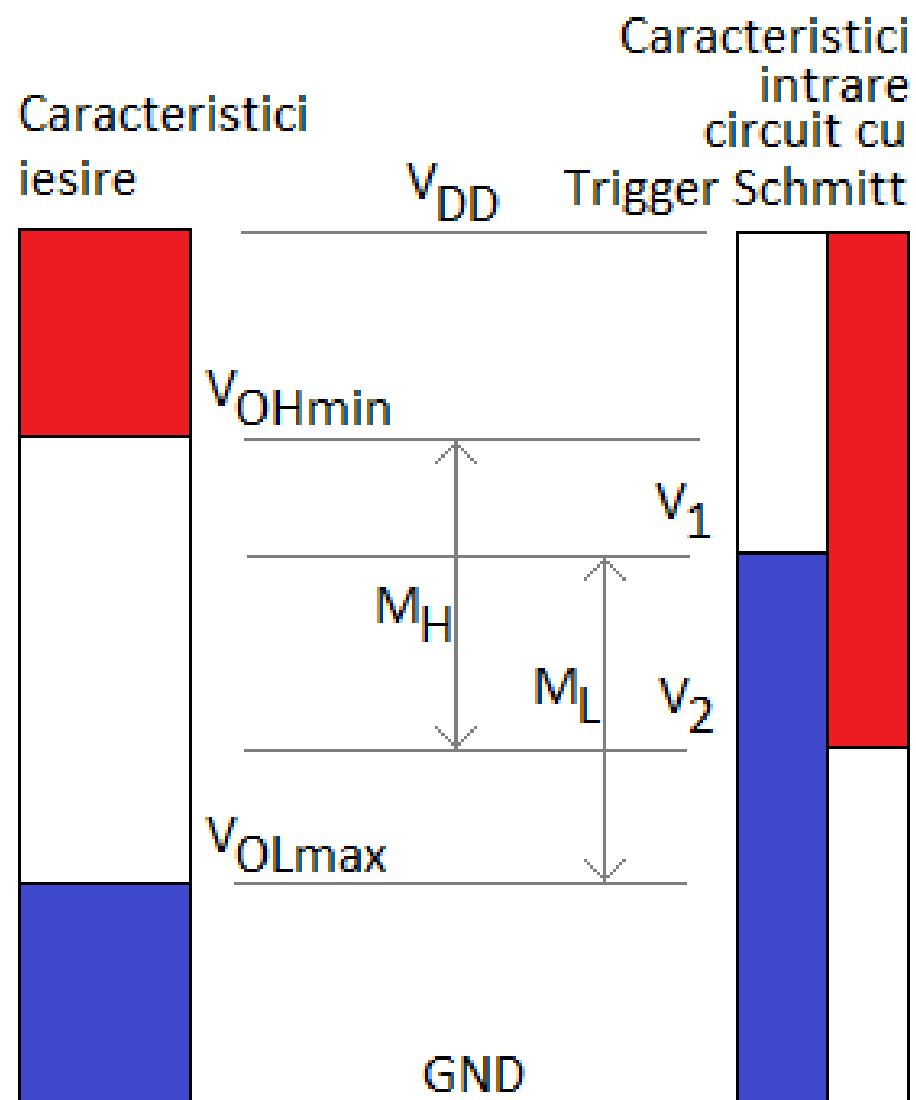 Caracteristici
iesire
Caracteristici
intrare
circuit cu
Trigger Schmitt
VDD
VOHmin
V1
MH
ML
V2
VOLmax
GND